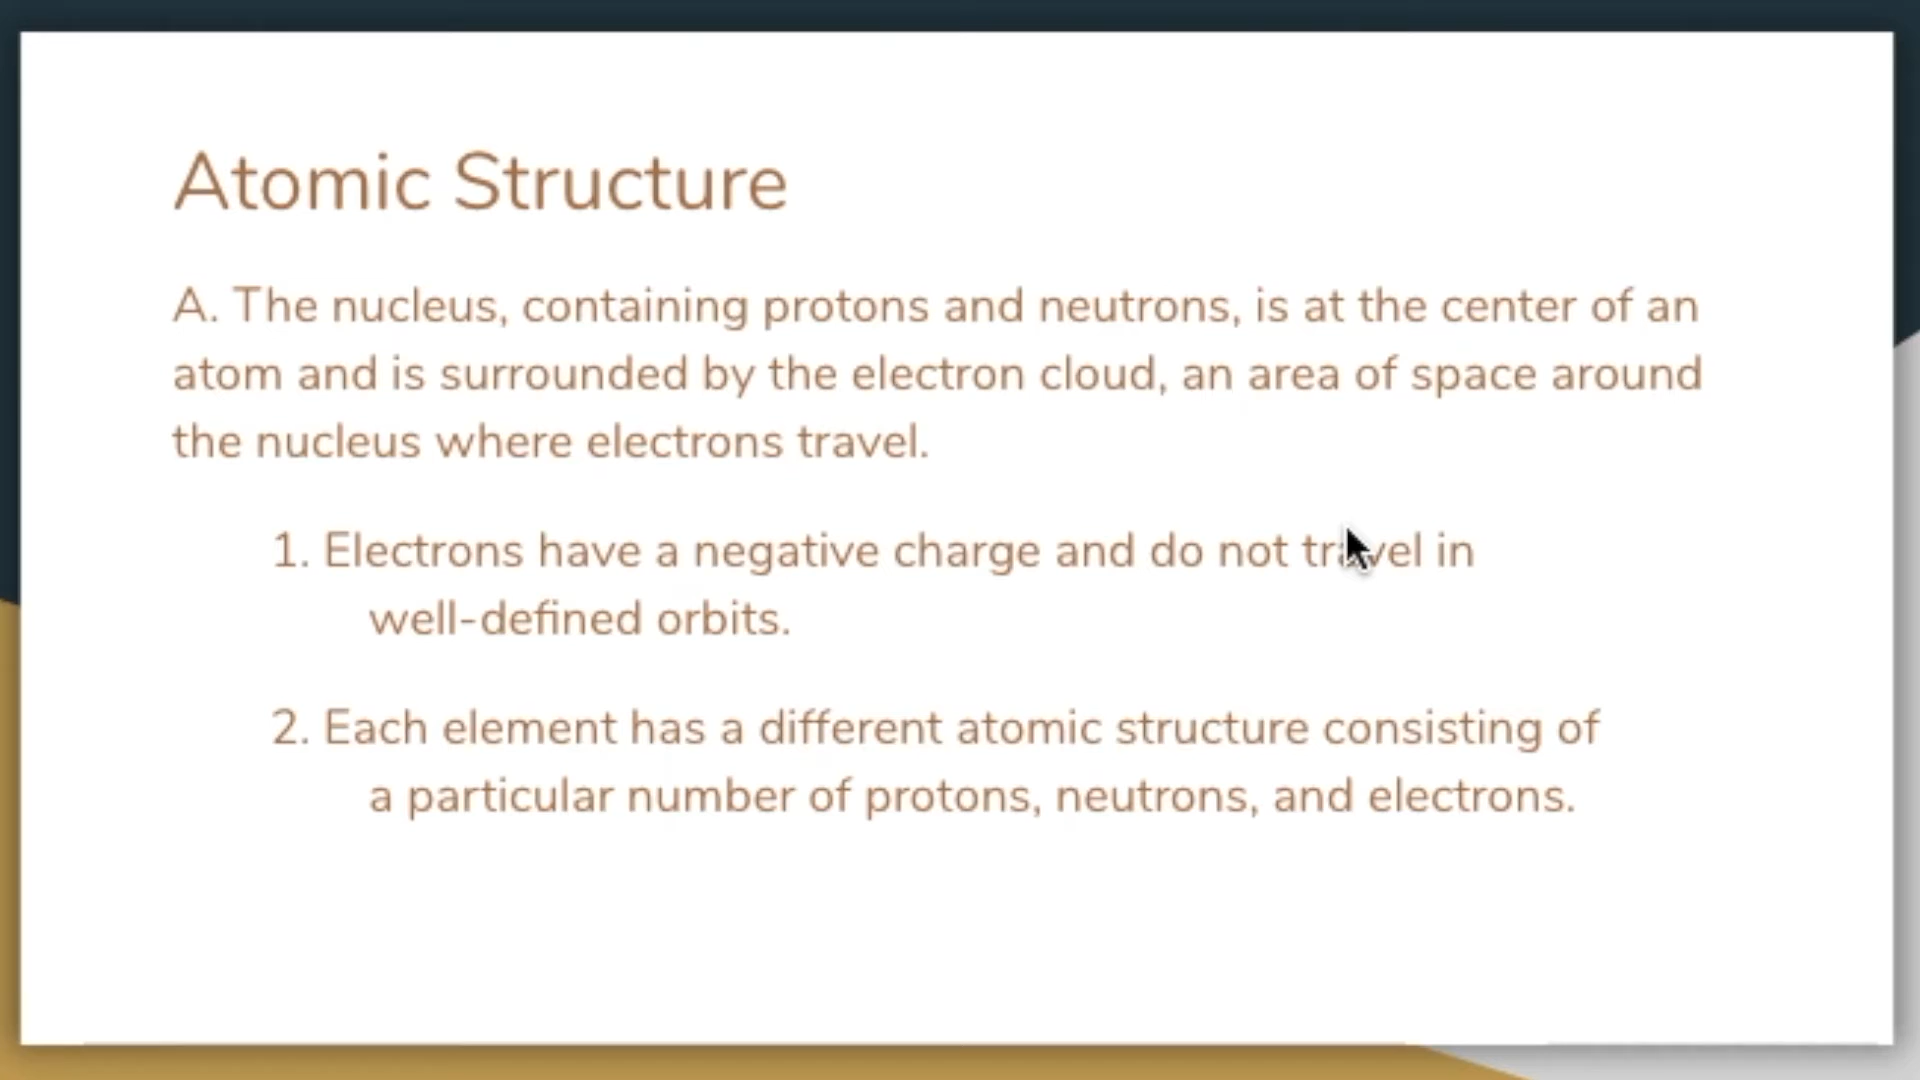 Atomic Structure
A. The nucleus, containing protons and neutrons, is at the center of an
atom and is surrounded by the electron cloud, an area of space around
the nucleus where electrons travel.
1. Electrons have a negative charge and do not travel in
well-defined orbits.
2. Each element has a different atomic structure consisting of
a particular number of protons, neutrons, and electrons.